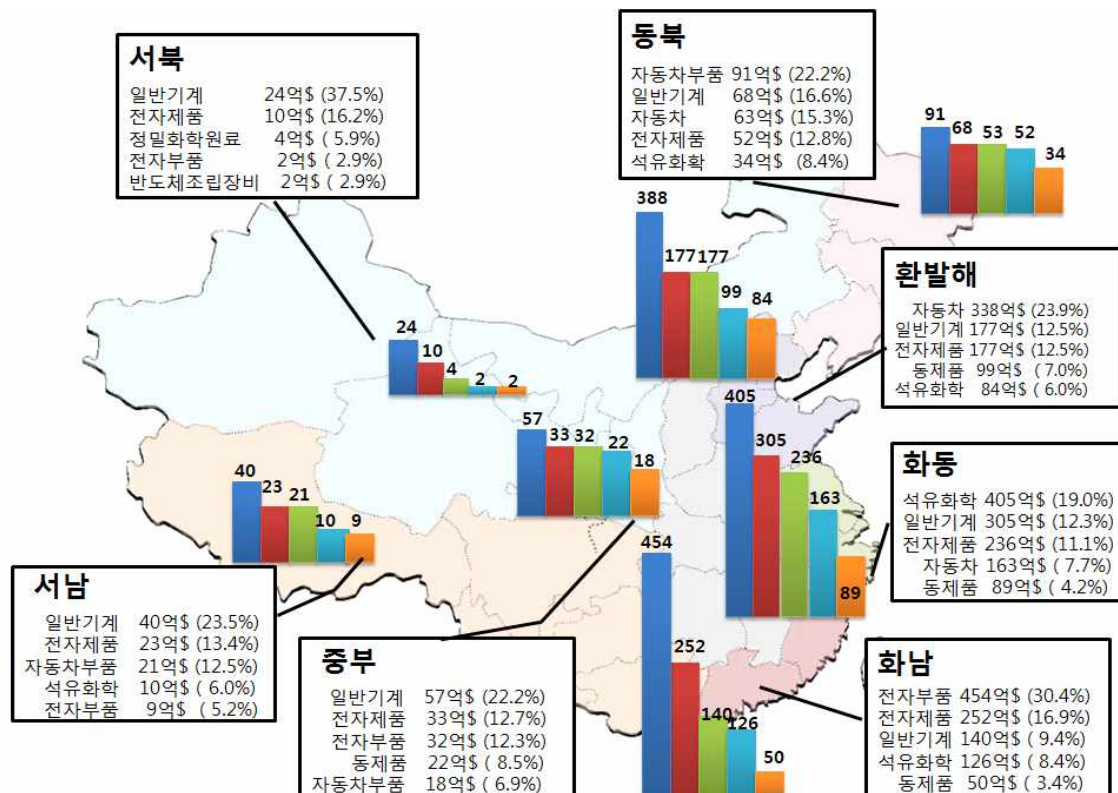 서북
일반기계 24억$ (37.5%)
전자제품 10억$ (16.2%)
정밀화학원료 4억$ ( 5.9%)
전자부품 2억$ ( 2.9%)
반도체조립장비 2억$ ( 2.9%)
동북
자동차부품 91억$ (22.2%)
일반기계 68억$ (16.6%)
자동차 63억$ (15.3%)
전자제품 52억$ (12.8%)
석유화확 34억$ (8.4%)
91 68 53 52 34
388 177 177 99 84
환발해
자동차 338억$ (23.9%)
일반기계 177억$ (12.5%)
전자제품 177억$ (12.5%)
동제품 99억$ ( 7.0%)
석유화학 84억$ ( 6.0%)
24 10 4 2 2
57 33 32 22 18
405 305 236 163 89
화동
석유화학 405억$ (19.0%)
일반기계 305억$ (12.3%)
전자제품 236억$ (11.1%)
자동차 163억$ ( 7.7%)
동제품 89억$ ( 4.2%)
40 23 21 10 9
서남
일반기계 40억$ (23.5%)
전자제품 23억$ (13.4%)
자동차부품 21억$ (12.5%)
석유화학 10억$ ( 6.0%)
전자부품 9억$ ( 5.2%)
중부
일반기계 57억$ (22.2%)
전자제품 33억$ (12.7%)
전자부품 32억$ (12.3%)
동제품 22억$ ( 8.5%)
자동차부품 18억$ ( 6.9%)
454 252 140 126 50
화남
전자부품 454억$ (30.4%)
전자제품 252억$ (16.9%)
일반기계 140억$ ( 9.4%)
석유화학 126억$ ( 8.4%)
동제품 50억$ ( 3.4%)